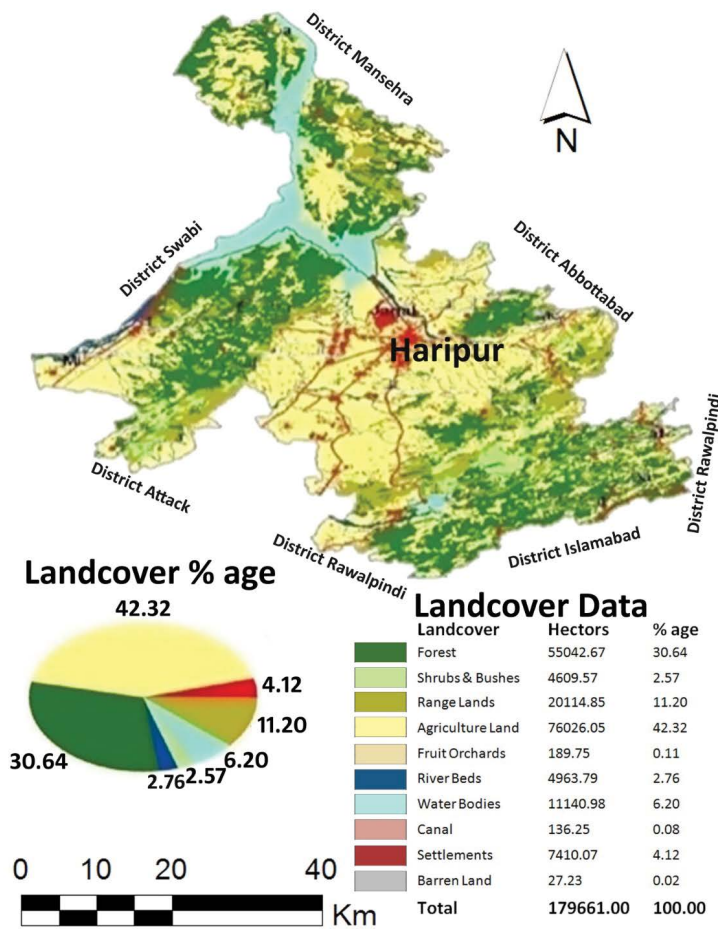 District Mansehra
N
District Swabi
District Abbottabad
Haripur
District Attack
District Rawalpindi
District Rawalpindi
District Islamabad
Landcover % age
42.32
4.12
11.20
6.20
2.57
2.76
30.64
Landcover Data
Landcover Hectors % age
Forest 55042.67 30.64
Shrubs & Bushes 4609.57 2.57
Range Lands 20114.85 11.20
Agriculture Land 76026.05 42.32
Fruit Orchards 189.75 0.11
River Beds 4963.79 2.76
Water Bodies 11140.98 6.20
Canal 136.25 0.08
Settlements 7410.07 4.12
Barren Land 27.23 0.02
Total 179661.00 100.00
0 10 20 40
Km